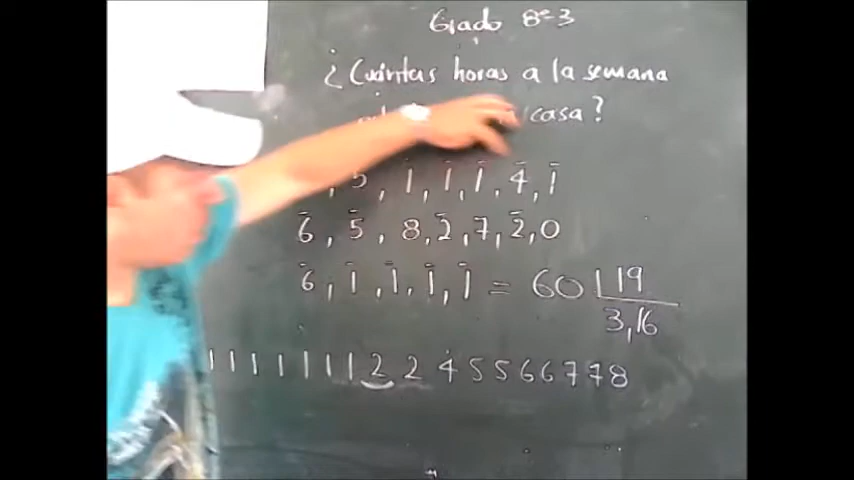 Grado 8°-3
¿Cuántas horas a la semana
casa?
, 5, 1, 1, 1, 4, 1
6, 5, 8, 2, 7, 2, 0
6, 1, 1, 1, 1 = 60 19
3,16
1 1 1 1 1 1 1 2 2 4 5 5 6 6 7 7 8